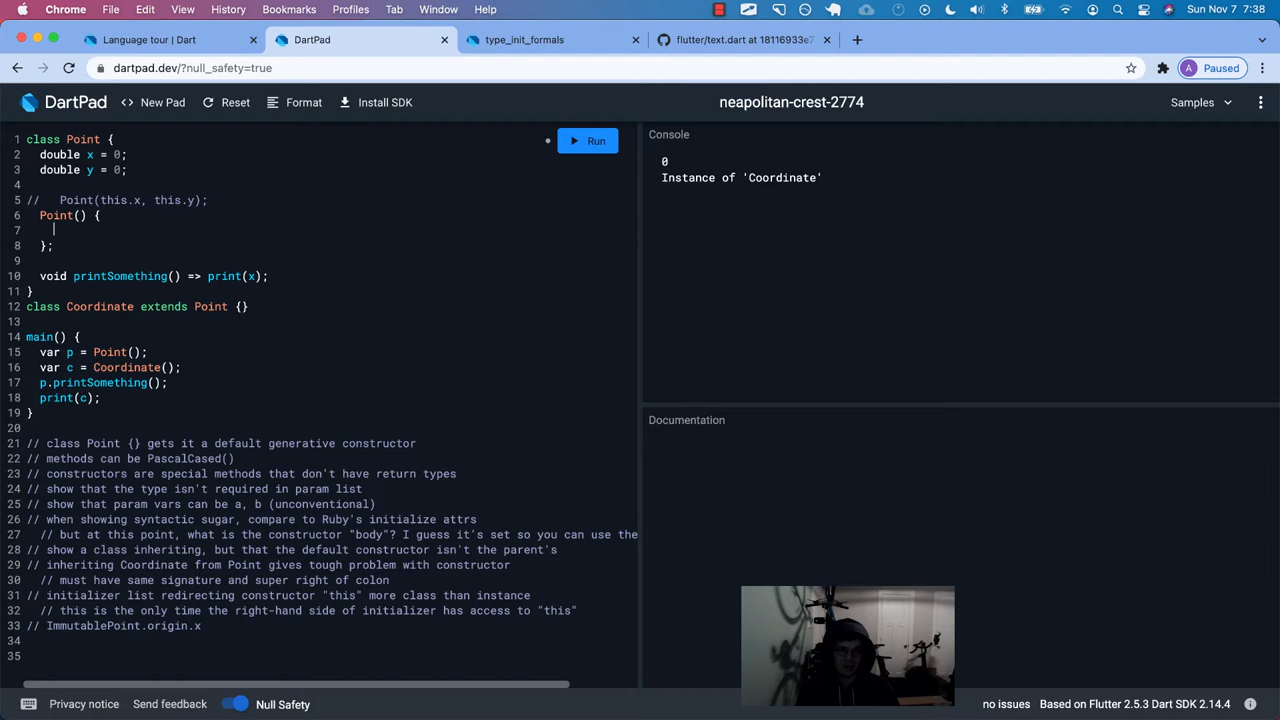 Chrome File Edit View History Bookmarks Profiles Tab Window Help Sun Nov 7 7:38
Language tour | Dart DartPad type_init_formals flutter/text.dart at 18116933e7
dartpad.dev/?null_safety=true A Paused
DartPad <> New Pad Reset Format Install SDK neapolitan-crest-2774 Samples
Run
1 class Point {
2 double x = 0;
3 double y = 0;
4
5 // Point(this.x, this.y);
6 Point() {
7
8 };
9
10 void printSomething() => print(x);
11 }
12 class Coordinate extends Point {}
13
14 main() {
15 var p = Point();
16 var c = Coordinate();
17 p.printSomething();
18 print(c);
19 }
20
21 // class Point {} gets it a default generative constructor
22 // methods can be PascalCased()
23 // constructors are special methods that don't have return types
24 // show that the type isn't required in param list
25 // show that param vars can be a, b (unconventional)
26 // when showing syntactic sugar, compare to Ruby's initialize attrs
27 // but at this point, what is the constructor "body"? I guess it's set so you can use the
28 // show a class inheriting, but that the default constructor isn't the parent's
29 // inheriting Coordinate from Point gives tough problem with constructor
30 // must have same signature and super right of colon
31 // initializer list redirecting constructor "this" more class than instance
32 // this is the only time the right-hand side of initializer has access to "this"
33 // ImmutablePoint.origin.x
34
35
Console
0
Instance of 'Coordinate'
Documentation
Privacy notice Send feedback Null Safety no issues Based on Flutter 2.5.3 Dart SDK 2.14.4